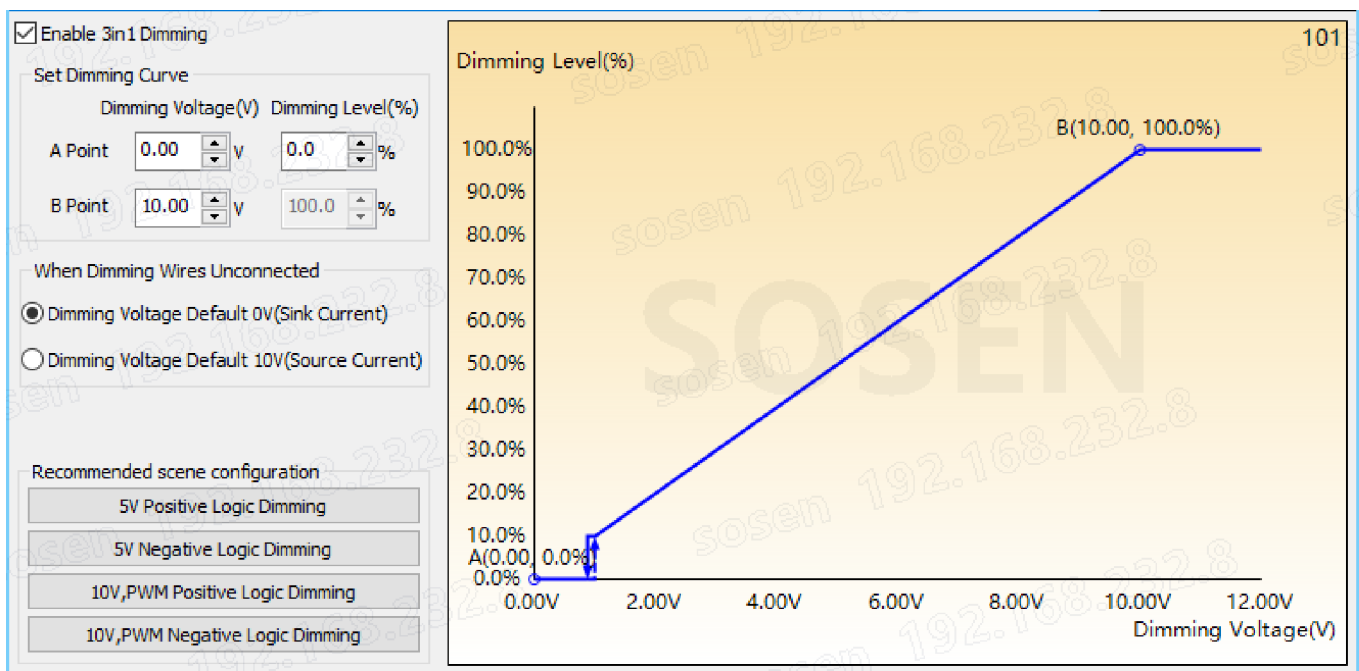 Enable 3in1 Dimming
Set Dimming Curve
Dimming Voltage(V) Dimming Level(%)
A Point 0.00 V 0.0 %
B Point 10.00 V 100.0 %
When Dimming Wires Unconnected
Dimming Voltage Default 0V(Sink Current)
Dimming Voltage Default 10V(Source Current)
Recommended scene configuration
5V Positive Logic Dimming
5V Negative Logic Dimming
10V,PWM Positive Logic Dimming
10V,PWM Negative Logic Dimming
101
Dimming Level(%)
B(10.00, 100.0%)
100.0%
90.0%
80.0%
70.0%
60.0%
50.0%
40.0%
30.0%
20.0%
10.0%
A(0.00, 0.0%)
0.0%
0.00V 2.00V 4.00V 6.00V 8.00V 10.00V 12.00V
Dimming Voltage(V)
SOSEN
sosen 192.168.232.8